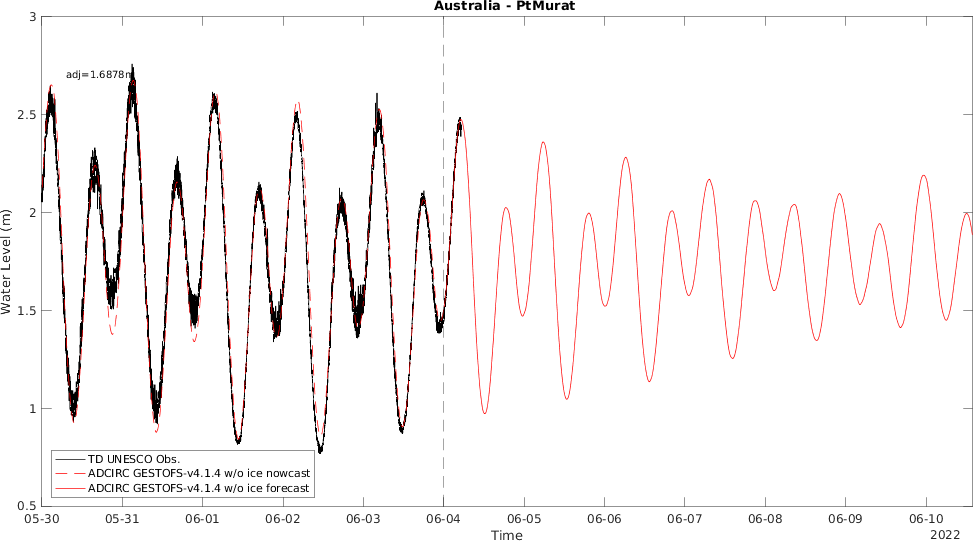 Australia - PtMurat
adj=1.6878m
3
2.5
2
1.5
1
0.5
Water Level (m)
TD UNESCO Obs.
ADCIRC GESTOFS-v4.1.4 w/o ice nowcast
ADCIRC GESTOFS-v4.1.4 w/o ice forecast
05-30 05-31 06-01 06-02 06-03 06-04 06-05 06-06 06-07 06-08 06-09 06-10
2022
Time